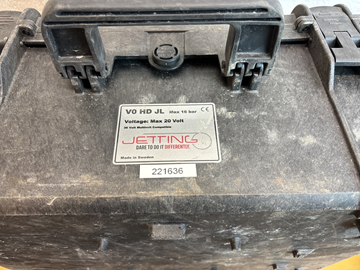 V0 HD JL Max 16 bar CE
Voltage: Max 20 Volt
JETTING
DARE TO DO IT DIFFERENTLY.
Made in Sweden
221636